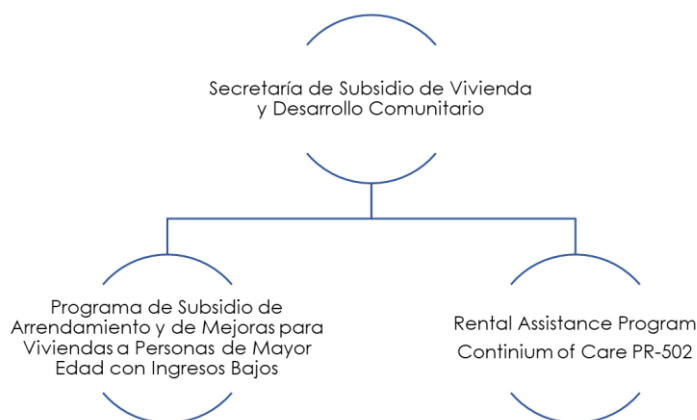 Secretaría de Subsidio de Vivienda
y Desarrollo Comunitario
Programa de Subsidio de
Arrendamiento y de Mejoras para
Viviendas a Personas de Mayor
Edad con Ingresos Bajos
Rental Assistance Program
Continium of Care PR-502